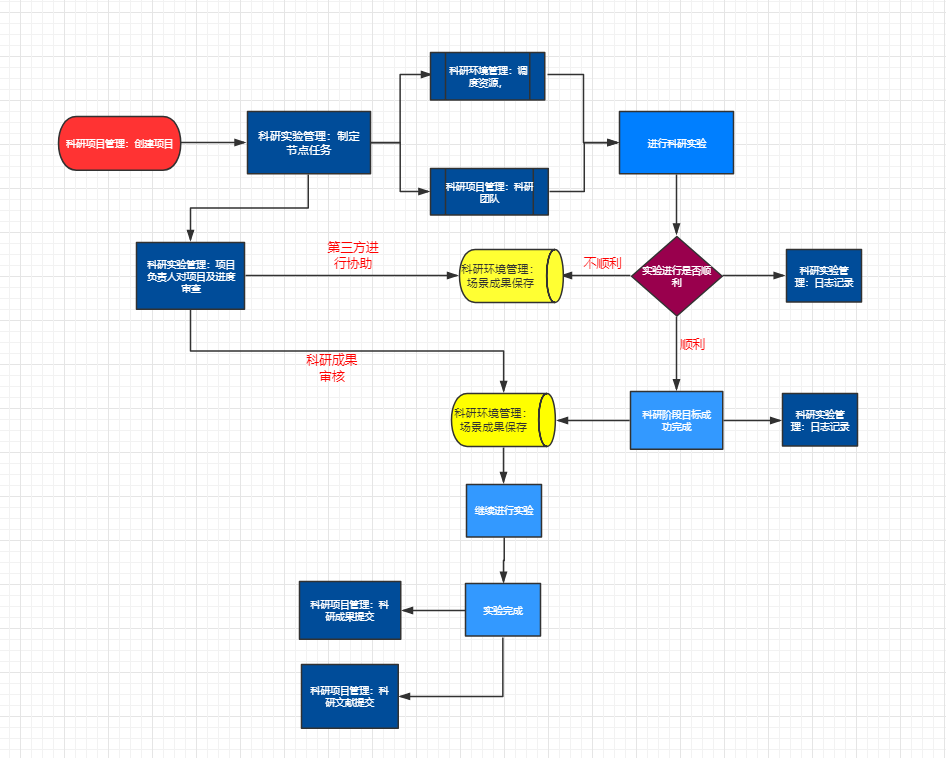 科研环境管理：调
度资源，
科研项目管理：创建项目
科研实验管理：制定
节点任务
进行科研实验
科研项目管理：科研
团队
科研实验管理：项目
负责人对项目及进度
审查
第三方进
行协助
科研环境管理：
场景成果保存
不顺利
实验进行是否顺
利
科研实验管
理：日志记录
顺利
科研成果
审核
科研环境管理：
场景成果保存
科研阶段目标成
功完成
科研实验管
理：日志记录
继续进行实验
科研项目管理：科
研成果提交
实验完成
科研项目管理：科
研文献提交